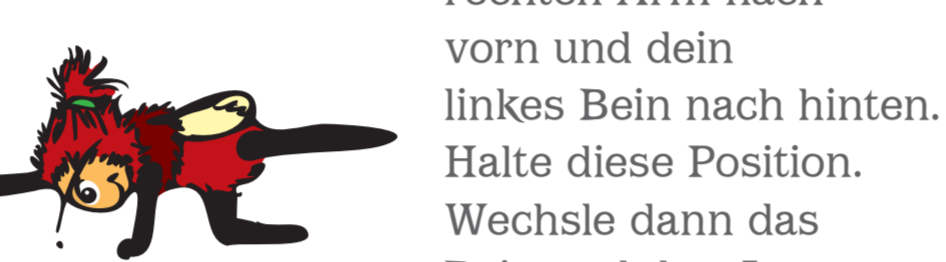 vorn und dein
linkes Bein nach hinten.
Halte diese Position.
Wechsle dann das